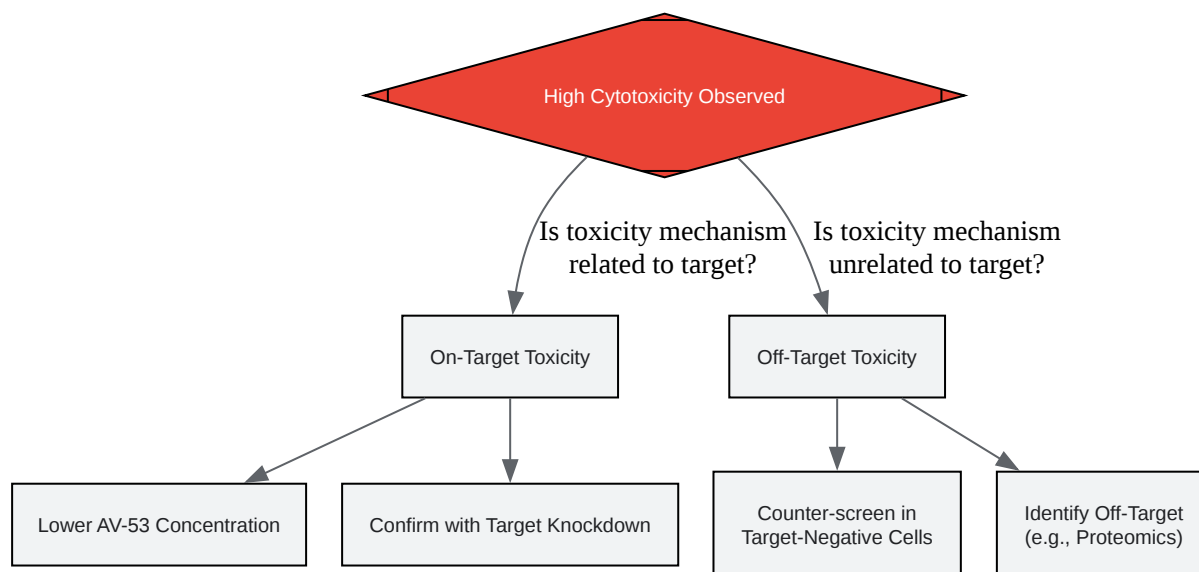 High Cytotoxicity Observed
Is toxicity mechanism
related to target?
Is toxicity mechanism
unrelated to target?
On-Target Toxicity
Off-Target Toxicity
Lower AV-53 Concentration
Confirm with Target Knockdown
Counter-screen in
Target-Negative Cells
Identify Off-Target
(e.g., Proteomics)